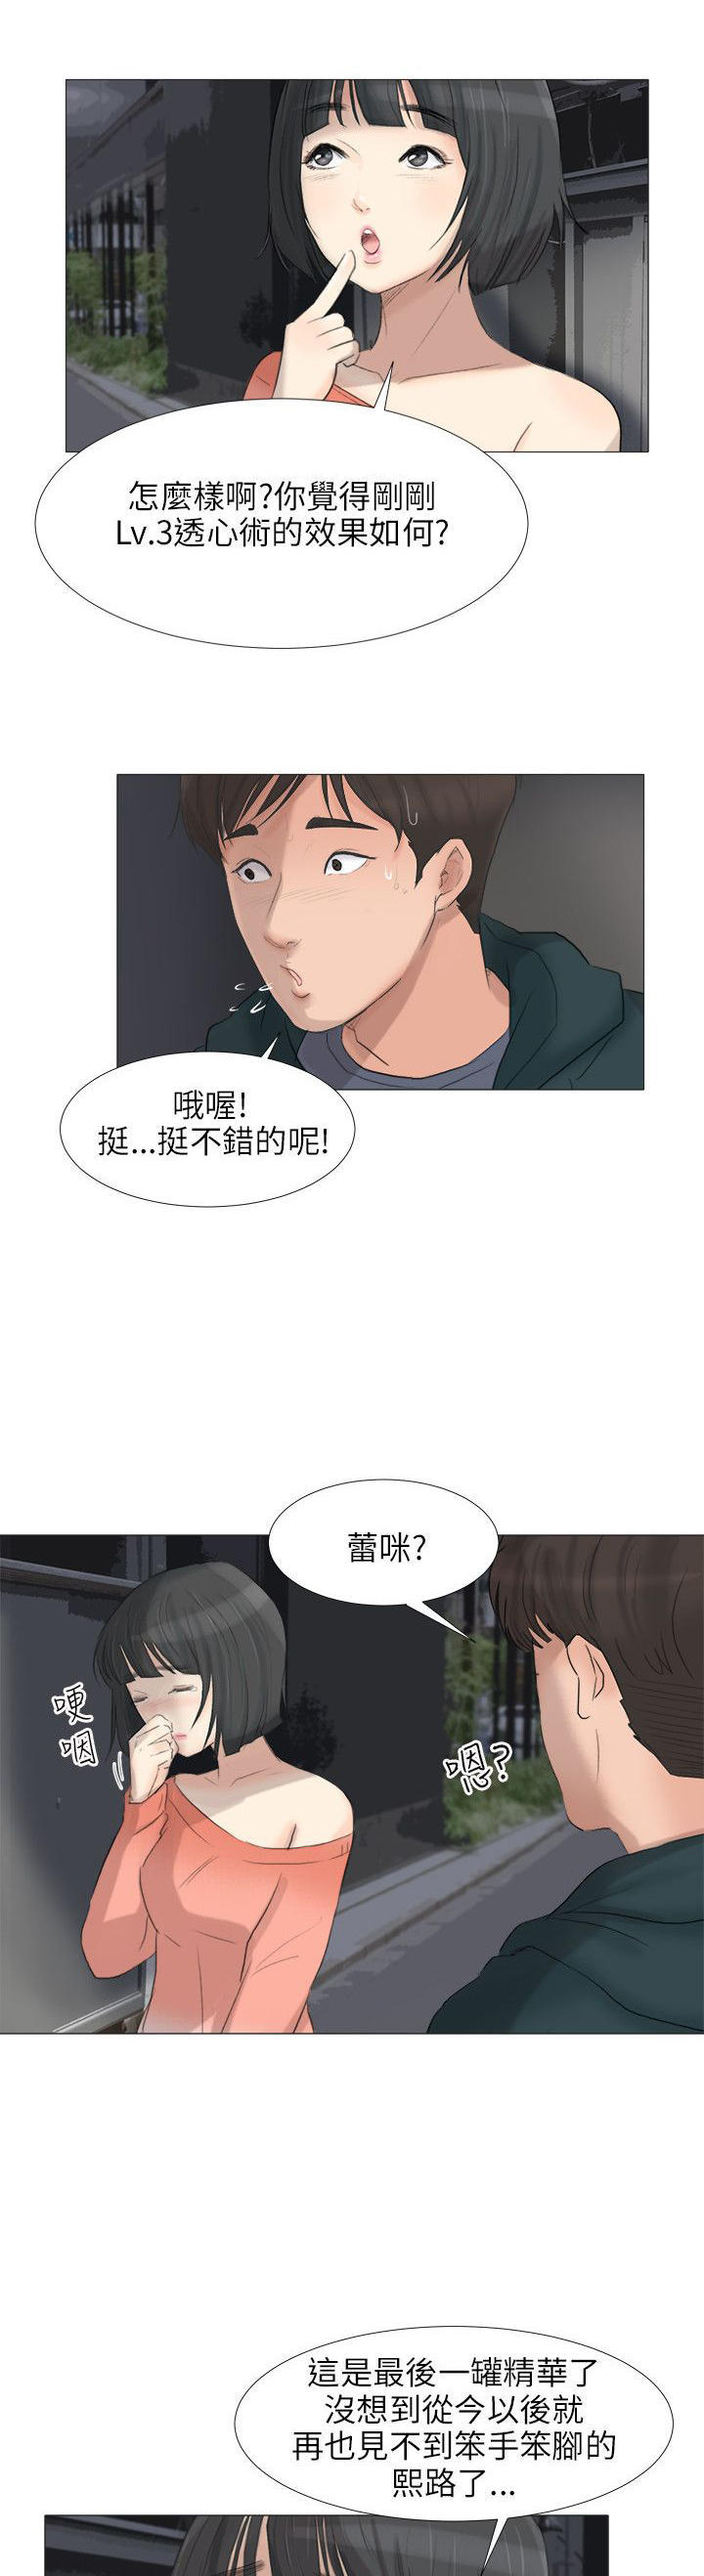 怎麼樣啊?你覺得剛剛
Lv.3透心術的效果如何?
哦喔!
挺...挺不錯的呢!
蕾咪?
哽
咽
嗯?
這是最後一罐精華了
沒想到從今以後就
再也見不到笨手笨腳的
熙路了...